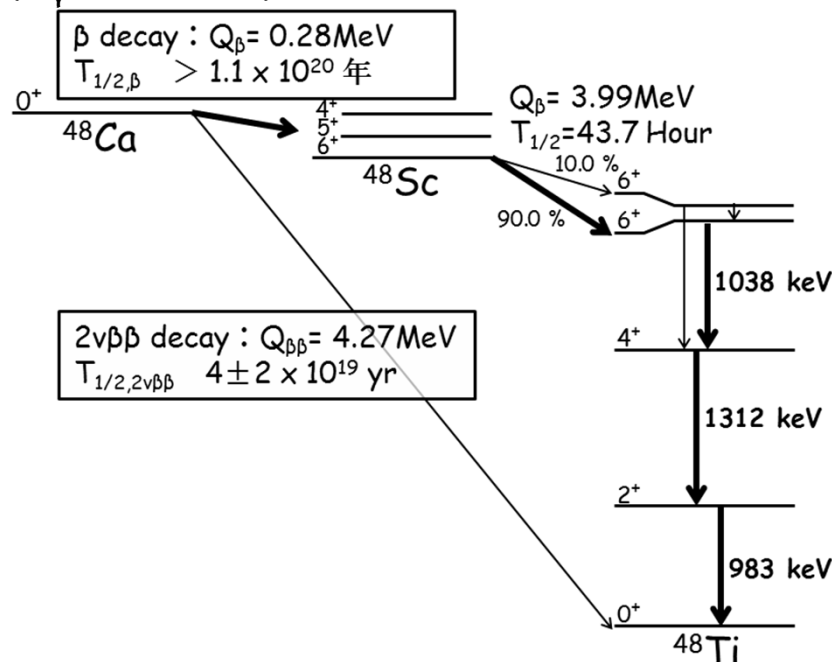 β decay：Qβ= 0.28MeV
T1/2,β > 1.1 x 10²⁰ 年
0⁺
⁴⁸Ca
4⁺
5⁺
6⁺
⁴⁸Sc
Qβ= 3.99MeV
T1/2=43.7 Hour
10.0 %
90.0 %
6⁺
6⁺
1038 keV
4⁺
1312 keV
2⁺
983 keV
0⁺
⁴⁸Ti
2νββ decay：Qββ= 4.27MeV
T1/2,2νββ 4±2 x 10¹⁹ yr